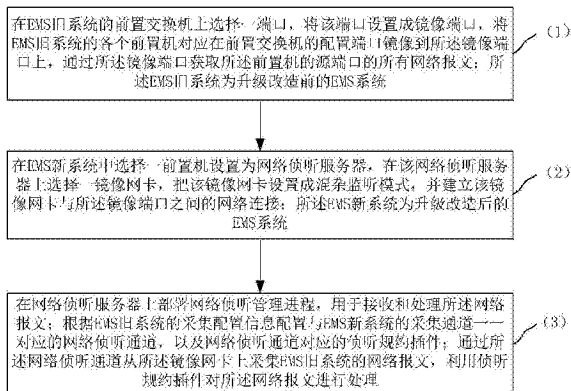 在EMS旧系统的前置交换机上选择一端口，将该端口设置成镜像端口，将
EMS旧系统的各个前置机对应在前置交换机的配置端口镜像到所述镜像端
口上，通过所述镜像端口获取所述前置机的源端口的所有网络报文；所
述EMS旧系统为升级改造前的EMS系统
(1)
在EMS新系统中选择一前置机设置为网络侦听服务器，在该网络侦听服务
器上选择一镜像网卡，把该镜像网卡设置成混杂监听模式，并建立该镜
像网卡与所述镜像端口之间的网络连接；所述EMS新系统为升级改造后的
EMS系统
(2)
在网络侦听服务器上部署网络侦听管理进程，用于接收和处理所述网络
报文；根据EMS旧系统的采集配置信息配置与EMS新系统的采集通道一一
对应的网络侦听通道，以及网络侦听通道对应的侦听规约插件；通过所
述网络侦听通道从所述镜像网卡上采集EMS旧系统的网络报文，利用侦听
规约插件对所述网络报文进行处理
(3)